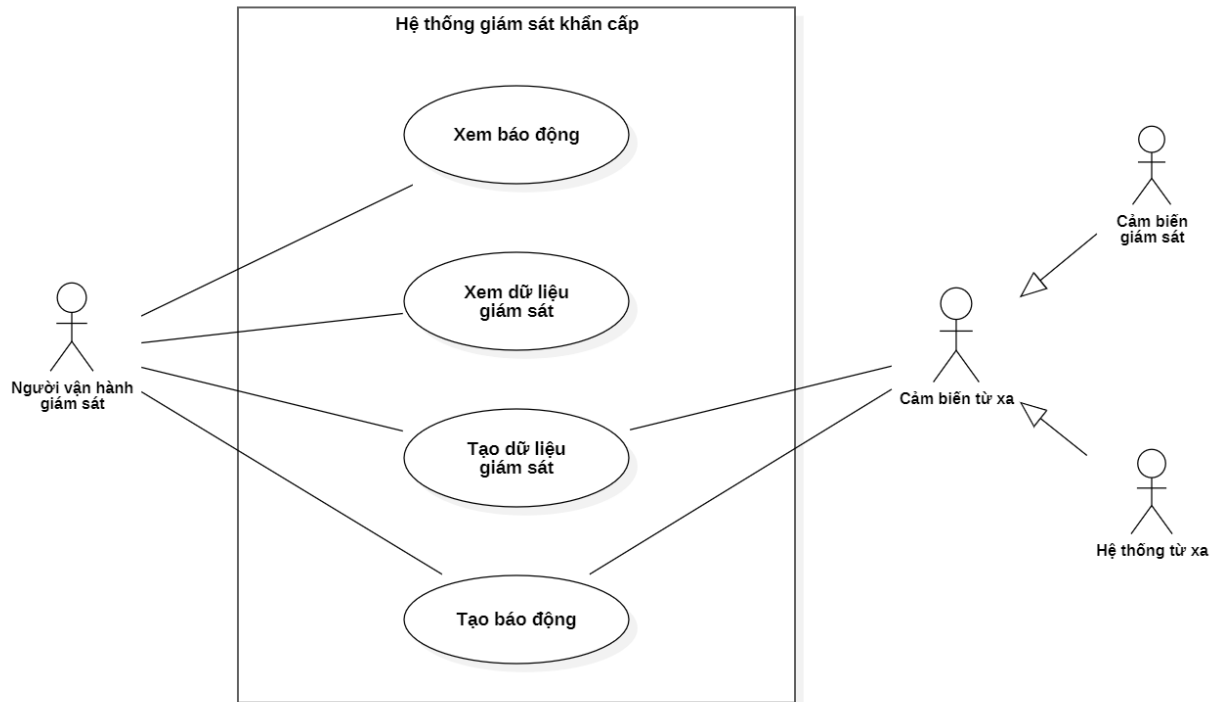 Hệ thống giám sát khẩn cấp
Xem báo động
Cảm biến
giám sát
Xem dữ liệu
giám sát
Người vận hành
giám sát
Cảm biến từ xa
Tạo dữ liệu
giám sát
Hệ thống từ xa
Tạo báo động